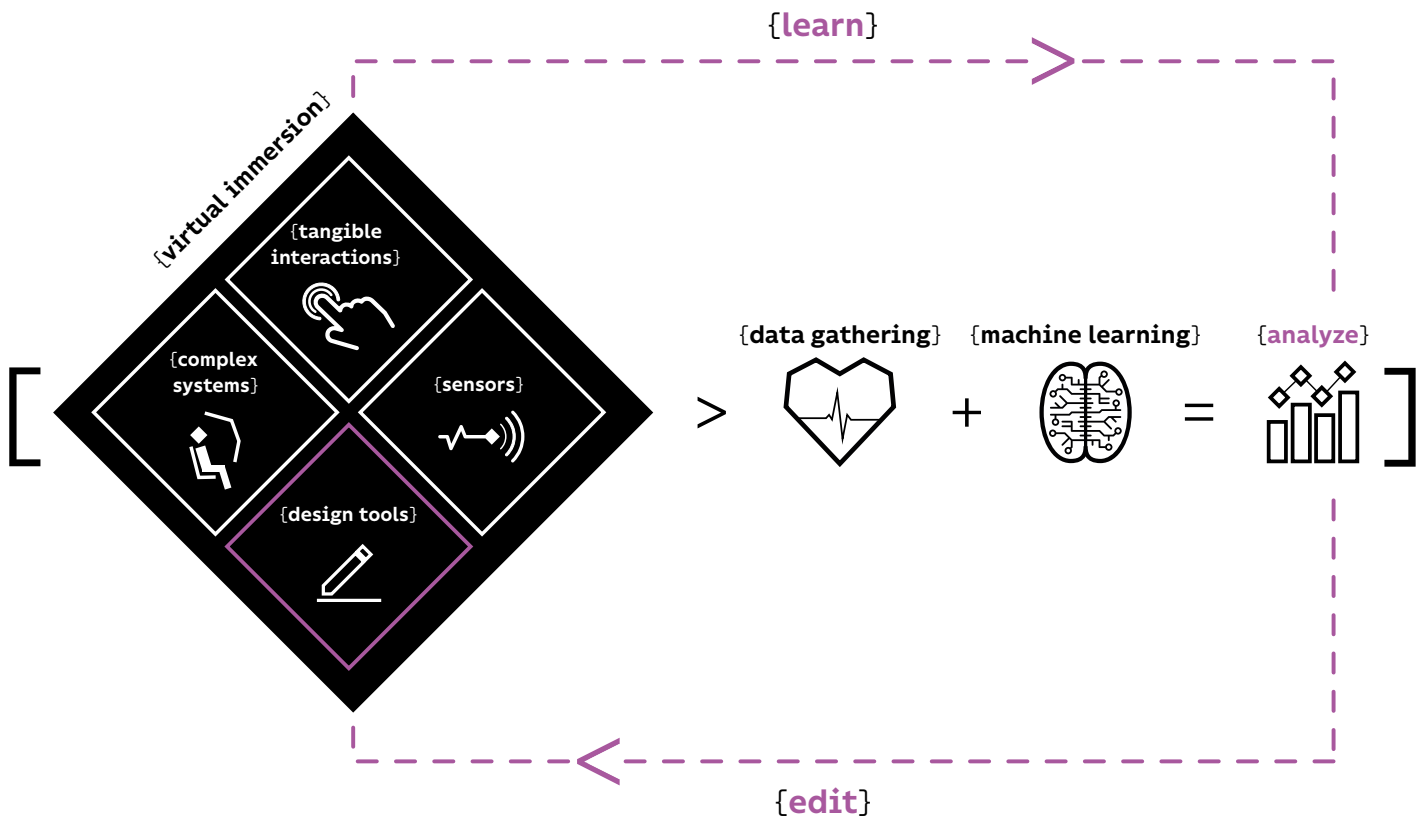 {learn}
{virtual immersion}
{tangible
interactions}
{complex
systems}
{sensors}
{design tools}
[
>
{data gathering}
+
{machine learning}
=
{analyze}
]
{edit}